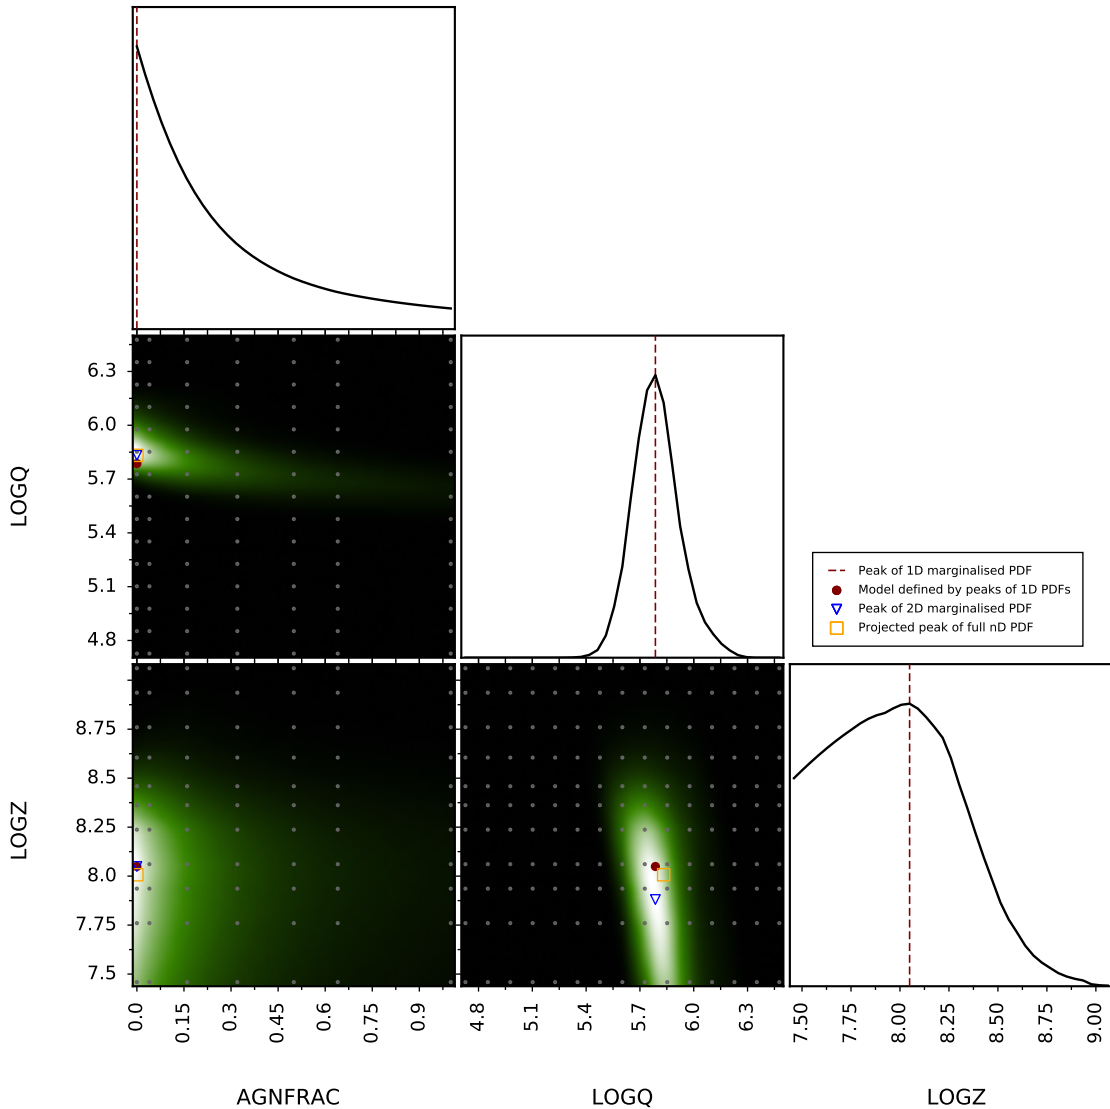 6.3
6.0
5.7
5.4
5.1
4.8
LOGQ
Peak of 1D marginalised PDF
Model defined by peaks of 1D PDFs
Peak of 2D marginalised PDF
Projected peak of full nD PDF
8.75
8.5
8.25
8.0
7.75
7.5
LOGZ
0.0 0.15 0.3 0.45 0.6 0.75 0.9
4.8 5.1 5.4 5.7 6.0 6.3
7.50 7.75 8.00 8.25 8.50 8.75 9.00
AGNFRAC LOGQ LOGZ